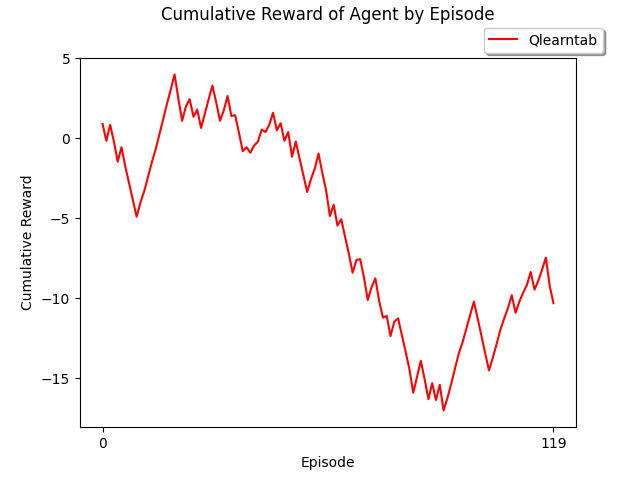 Cumulative Reward of Agent by Episode
Qlearntab
5
0
−5
−10
−15
Cumulative Reward
0
119
Episode